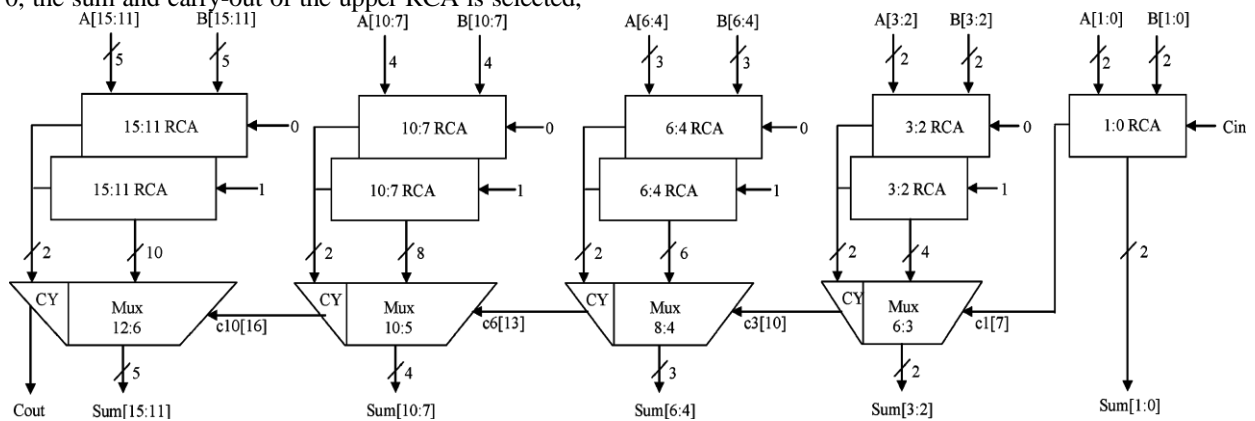 0, the sum and carry-out of the upper RCA is selected,
A[15:11] B[15:11] A[10:7] B[10:7] A[6:4] B[6:4] A[3:2] B[3:2] A[1:0] B[1:0]
5 5 4 4 3 3 2 2 2 2
15:11 RCA 0 10:7 RCA 0 6:4 RCA 0 3:2 RCA 0 1:0 RCA Cin
15:11 RCA 1 10:7 RCA 1 6:4 RCA 1 3:2 RCA 1
2 10 2 8 2 6 2 4 2
CY Mux CY Mux CY Mux CY Mux
12:6 c10[16] 10:5 c6[13] 8:4 c3[10] 6:3 c1[7]
5 4 3 2
Cout Sum[15:11] Sum[10:7] Sum[6:4] Sum[3:2] Sum[1:0]